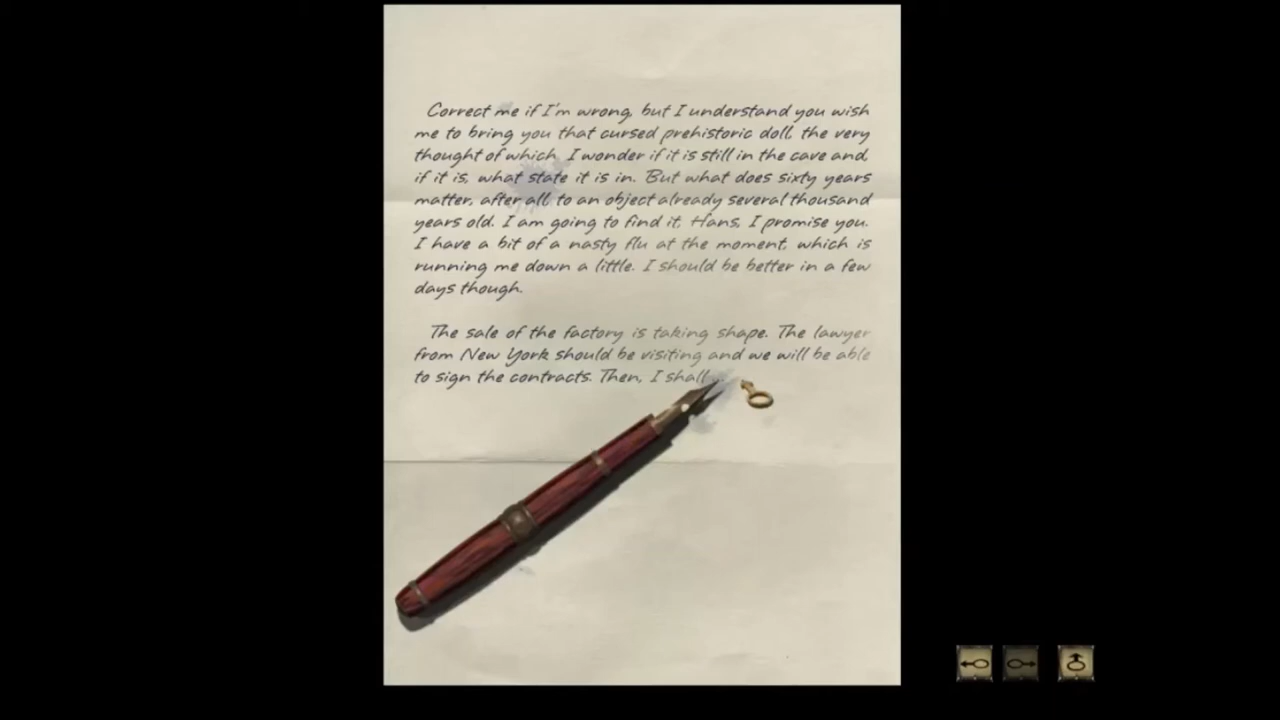 Correct me if I'm wrong, but I understand you wish
me to bring you that cursed prehistoric doll, the very
thought of which, I wonder if it is still in the cave and,
if it is, what state it is in. But what does sixty years
matter, after all, to an object already several thousand
years old. I am going to find it, Hans, I promise you.
I have a bit of a nasty flu at the moment, which is
running me down a little. I should be better in a few
days though.
The sale of the factory is taking shape. The lawyer
from New York should be visiting and we will be able
to sign the contracts. Then, I shall...